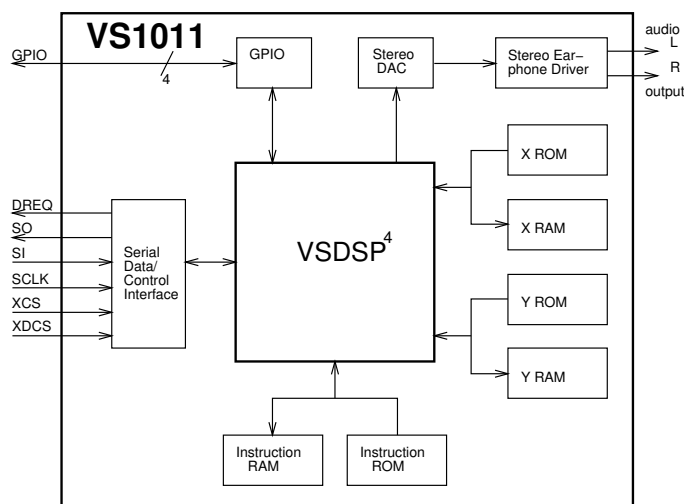 VS1011
audio
L
GPIO
4
GPIO
Stereo
DAC
Stereo Ear–
phone Driver
R
output
X ROM
DREQ
X RAM
SO
VSDSP4
Serial
Data/
Control
Interface
SI
SCLK
XCS
XDCS
Y ROM
Y RAM
Instruction
RAM
Instruction
ROM